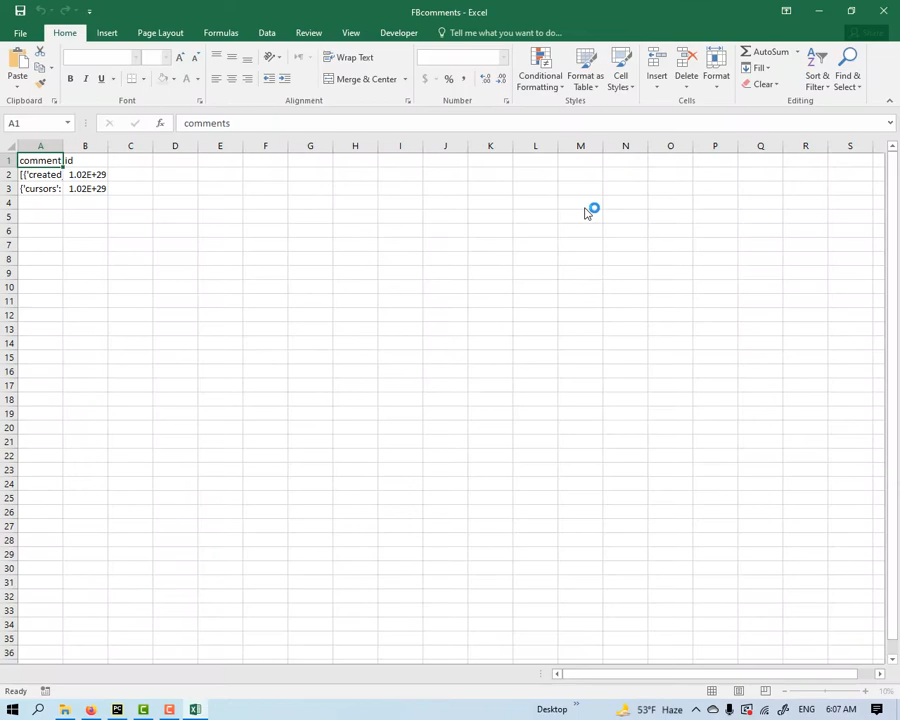 FBcomments - Excel
File Home Insert Page Layout Formulas Data Review View Developer Tell me what you want to do... Share
Paste
Clipboard
B I U A
Font
Wrap Text
Merge & Center
Alignment
$ % ,
Number
Conditional Formatting
Format as Table
Cell Styles
Styles
Insert Delete Format
Cells
AutoSum
Fill
Clear
Sort & Filter
Find & Select
Editing
A1 fx comments
A B C D E F G H I J K L M N O P Q R S
1 comment id
2 [{'created_ 1.02E+29
3 {'cursors': 1.02E+29
4
5
6
7
8
9
10
11
12
13
14
15
16
17
18
19
20
21
22
23
24
25
26
27
28
29
30
31
32
33
34
35
36
Ready 10%
Desktop 53°F Haze ENG 6:07 AM